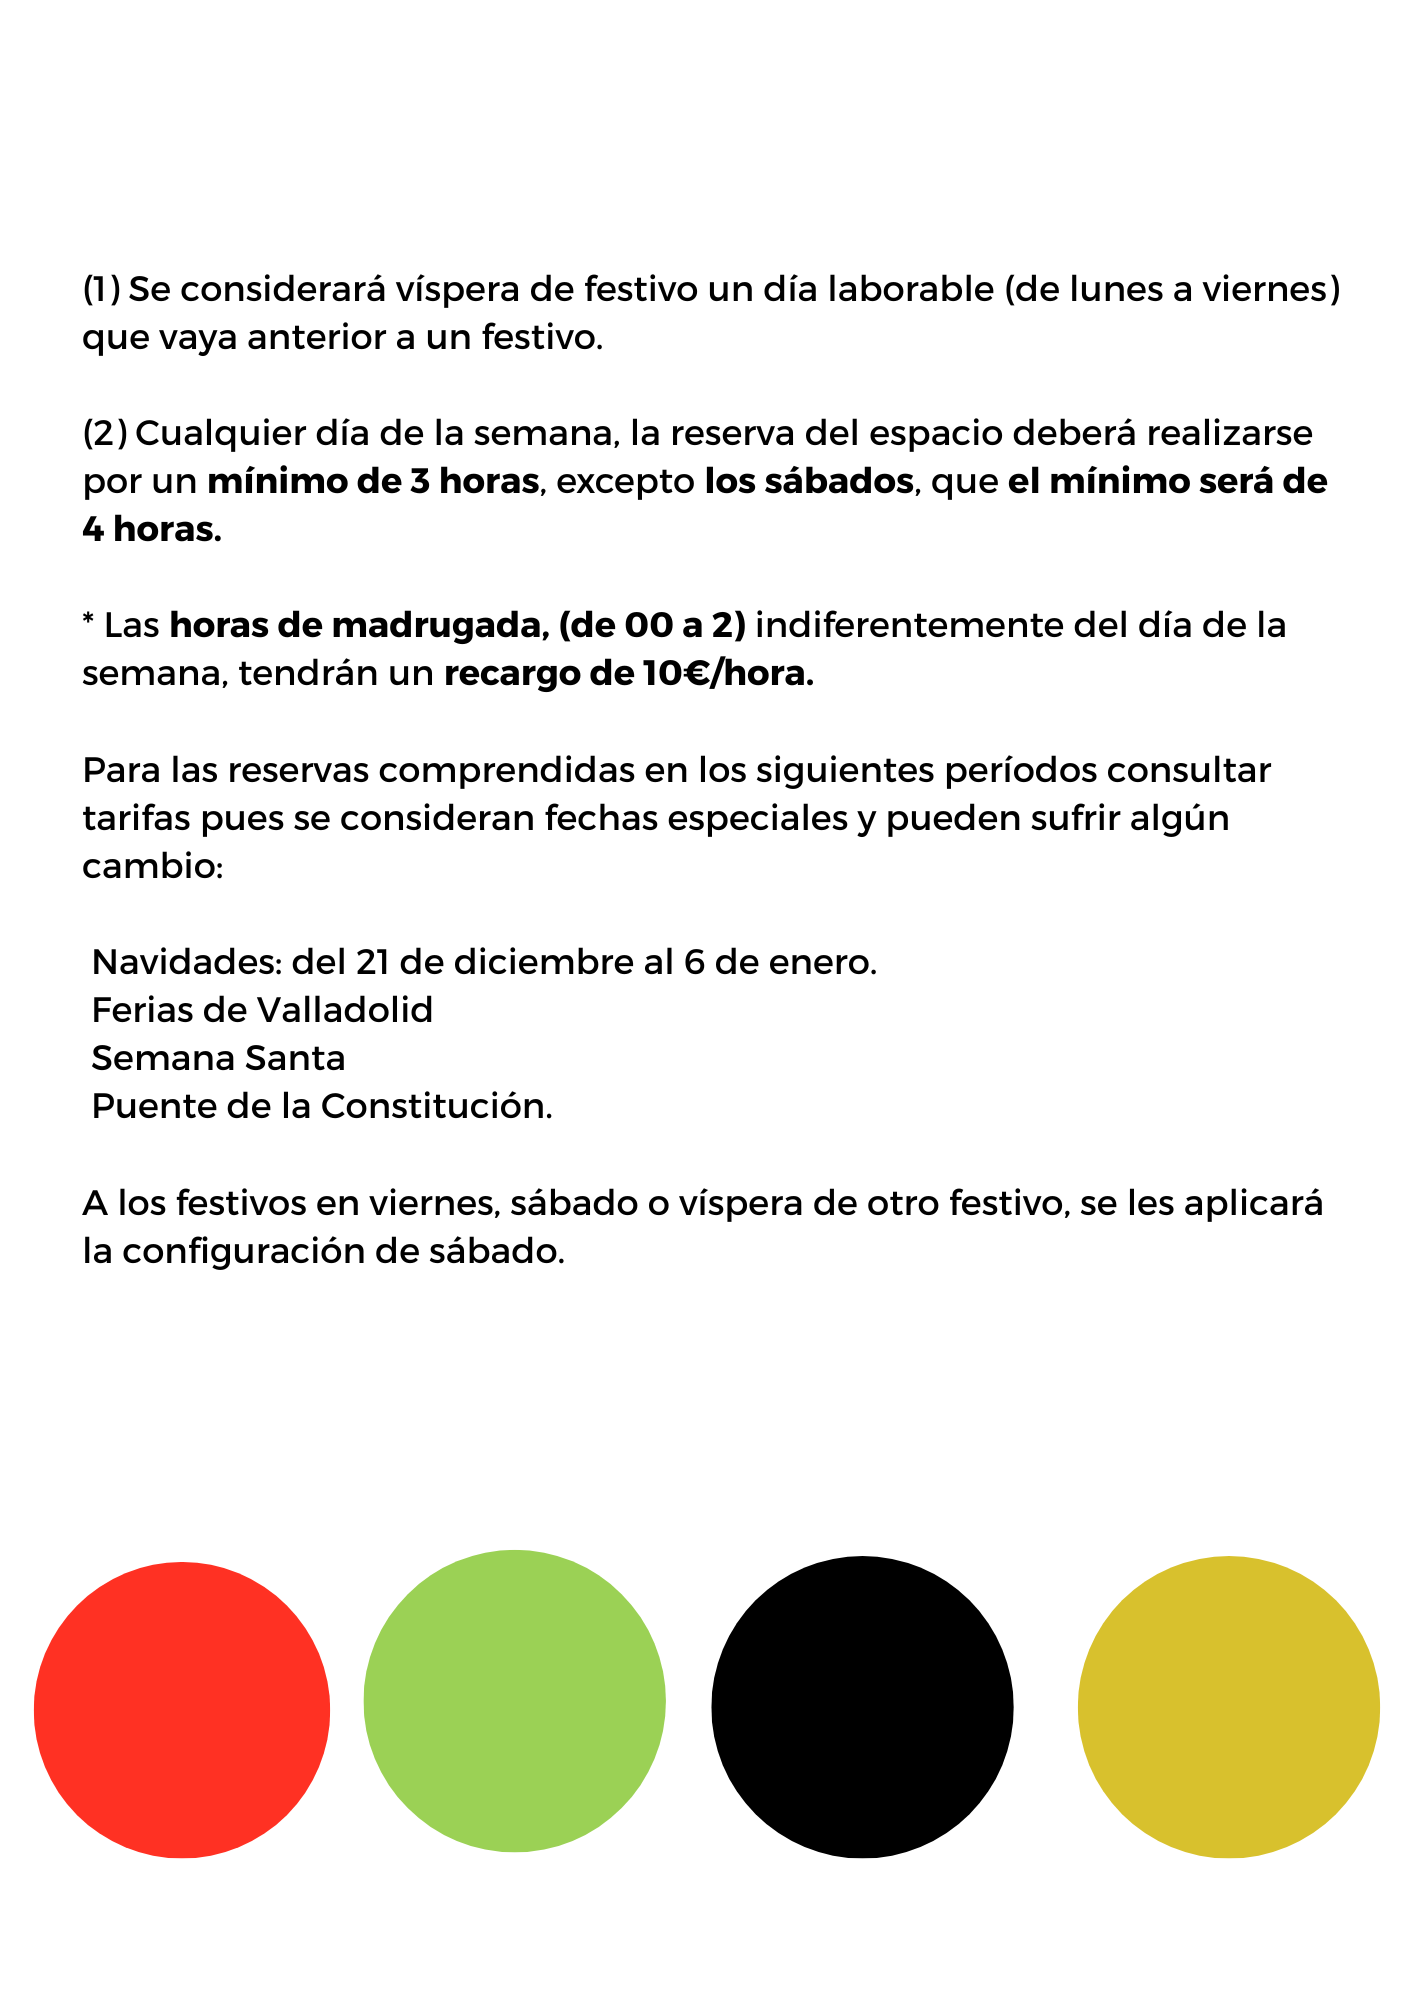 (1) Se considerará víspera de festivo un día laborable (de lunes a viernes)
que vaya anterior a un festivo.
(2) Cualquier día de la semana, la reserva del espacio deberá realizarse
por un mínimo de 3 horas, excepto los sábados, que el mínimo será de
4 horas.
* Las horas de madrugada, (de 00 a 2) indiferentemente del día de la
semana, tendrán un recargo de 10€/hora.
Para las reservas comprendidas en los siguientes períodos consultar
tarifas pues se consideran fechas especiales y pueden sufrir algún
cambio:
Navidades: del 21 de diciembre al 6 de enero.
Ferias de Valladolid
Semana Santa
Puente de la Constitución.
A los festivos en viernes, sábado o víspera de otro festivo, se les aplicará
la configuración de sábado.